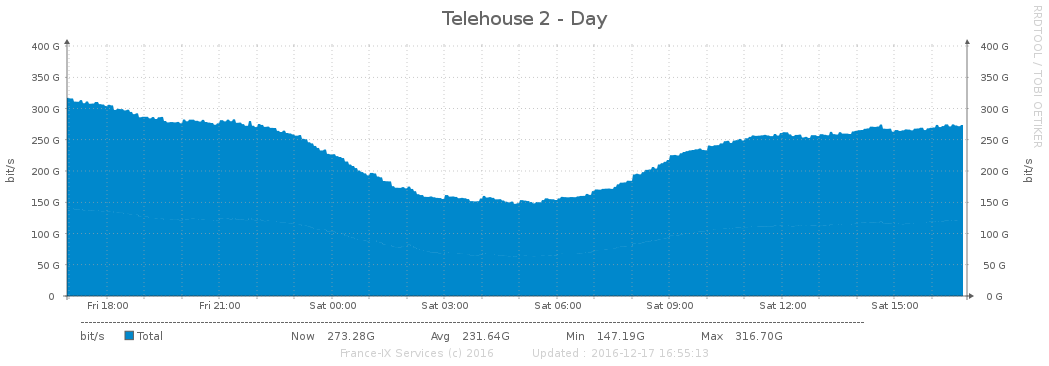 Telehouse 2 - Day
RRDTOOL / TOBI OETIKER
400 G 400 G
350 G 350 G
300 G 300 G
250 G 250 G
200 G 200 G
150 G 150 G
100 G 100 G
50 G 50 G
0 0 G
bit/s bit/s
Fri 18:00 Fri 21:00 Sat 00:00 Sat 03:00 Sat 06:00 Sat 09:00 Sat 12:00 Sat 15:00
bit/s Total Now 273.28G Avg 231.64G Min 147.19G Max 316.70G
France-IX Services (c) 2016 Updated : 2016-12-17 16:55:13